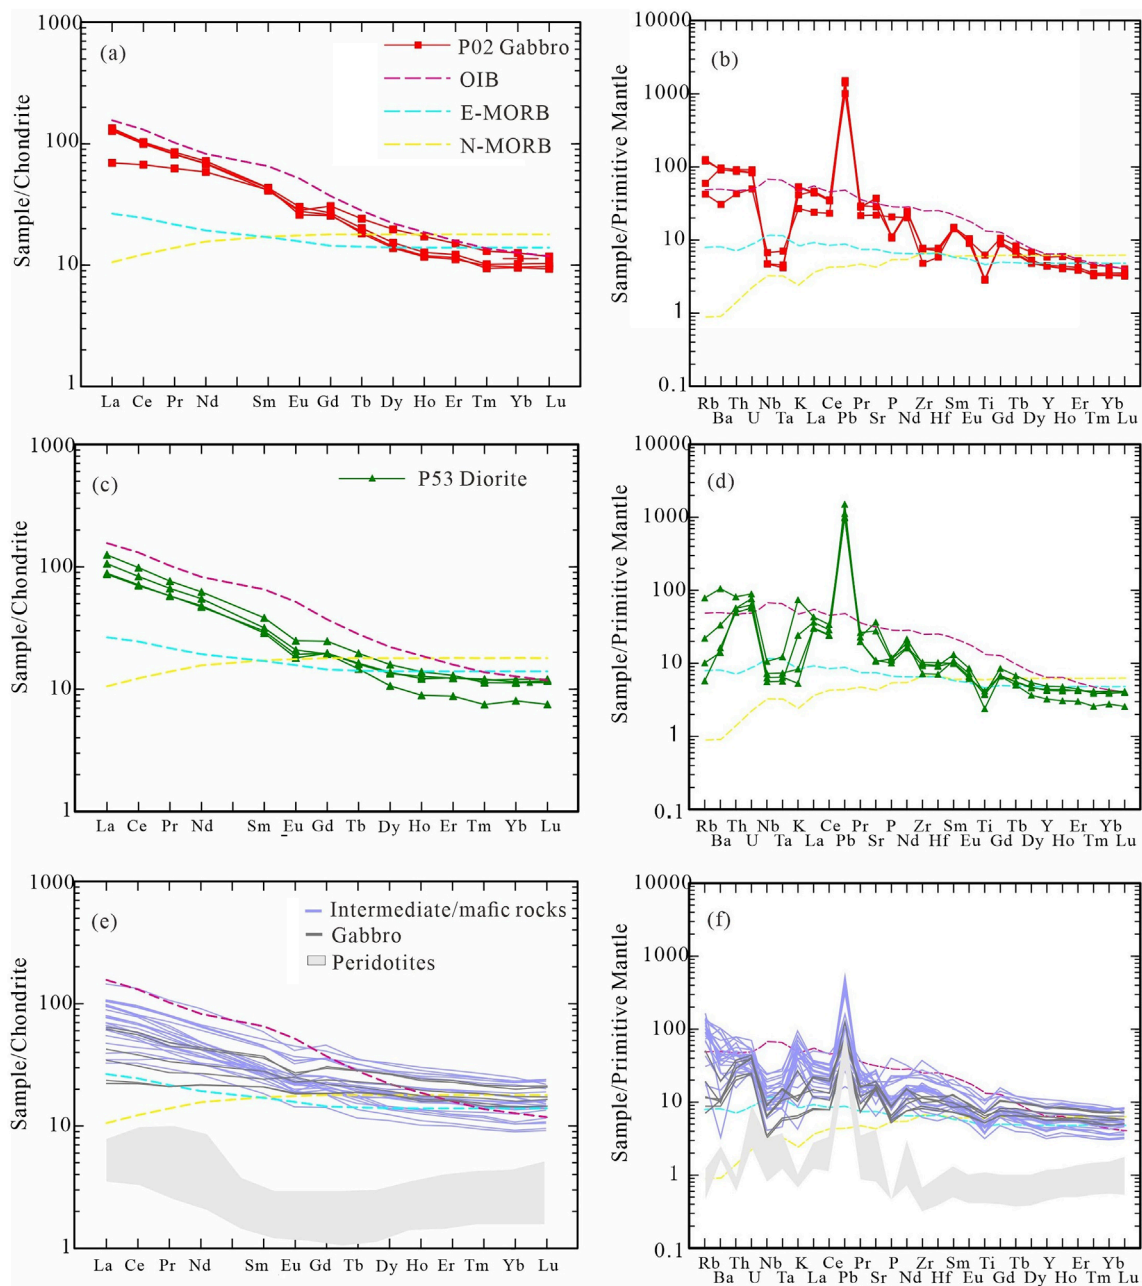 1000
100
10
1
Sample/Chondrite
(a)
P02 Gabbro
OIB
E-MORB
N-MORB
La Ce Pr Nd Sm Eu Gd Tb Dy Ho Er Tm Yb Lu
10000
1000
100
10
1
0.1
Sample/Primitive Mantle
(b)
Rb Th Nb K Ce Pr P Zr Sm Ti Tb Y Er Yb
Ba U Ta La Pb Sr Nd Hf Eu Gd Dy Ho Tm Lu
1000
100
10
1
Sample/Chondrite
(c)
P53 Diorite
La Ce Pr Nd Sm Eu Gd Tb Dy Ho Er Tm Yb Lu
10000
1000
100
10
1
0.1
Sample/Primitive Mantle
(d)
Rb Th Nb K Ce Pr P Zr Sm Ti Tb Y Er Yb
Ba U Ta La Pb Sr Nd Hf Eu Gd Dy Ho Tm Lu
1000
100
10
1
Sample/Chondrite
(e)
Intermediate/mafic rocks
Gabbro
Peridotites
La Ce Pr Nd Sm Eu Gd Tb Dy Ho Er Tm Yb Lu
10000
1000
100
10
1
0.1
Sample/Primitive Mantle
(f)
Rb Th Nb K Ce Pr P Zr Sm Ti Tb Y Er Yb
Ba U Ta La Pb Sr Nd Hf Eu Gd Dy Ho Tm Lu